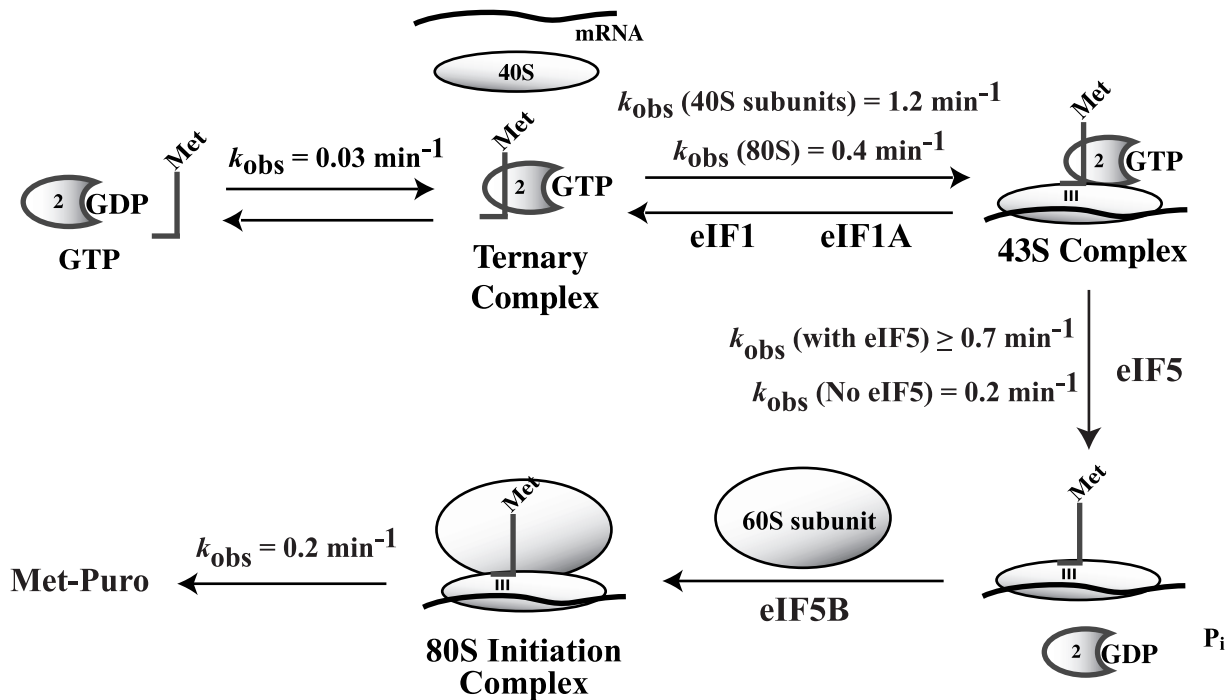 mRNA
40S
k_obs (40S subunits) = 1.2 min^-1
k_obs (80S) = 0.4 min^-1
Met
k_obs = 0.03 min^-1
2 GDP
GTP
Met
2 GTP
Ternary
Complex
eIF1 eIF1A
Met
2 GTP
III
43S Complex
k_obs (with eIF5) ≥ 0.7 min^-1
k_obs (No eIF5) = 0.2 min^-1
eIF5
Met
III
2 GDP
P_i
60S subunit
eIF5B
Met
III
80S Initiation
Complex
k_obs = 0.2 min^-1
Met-Puro